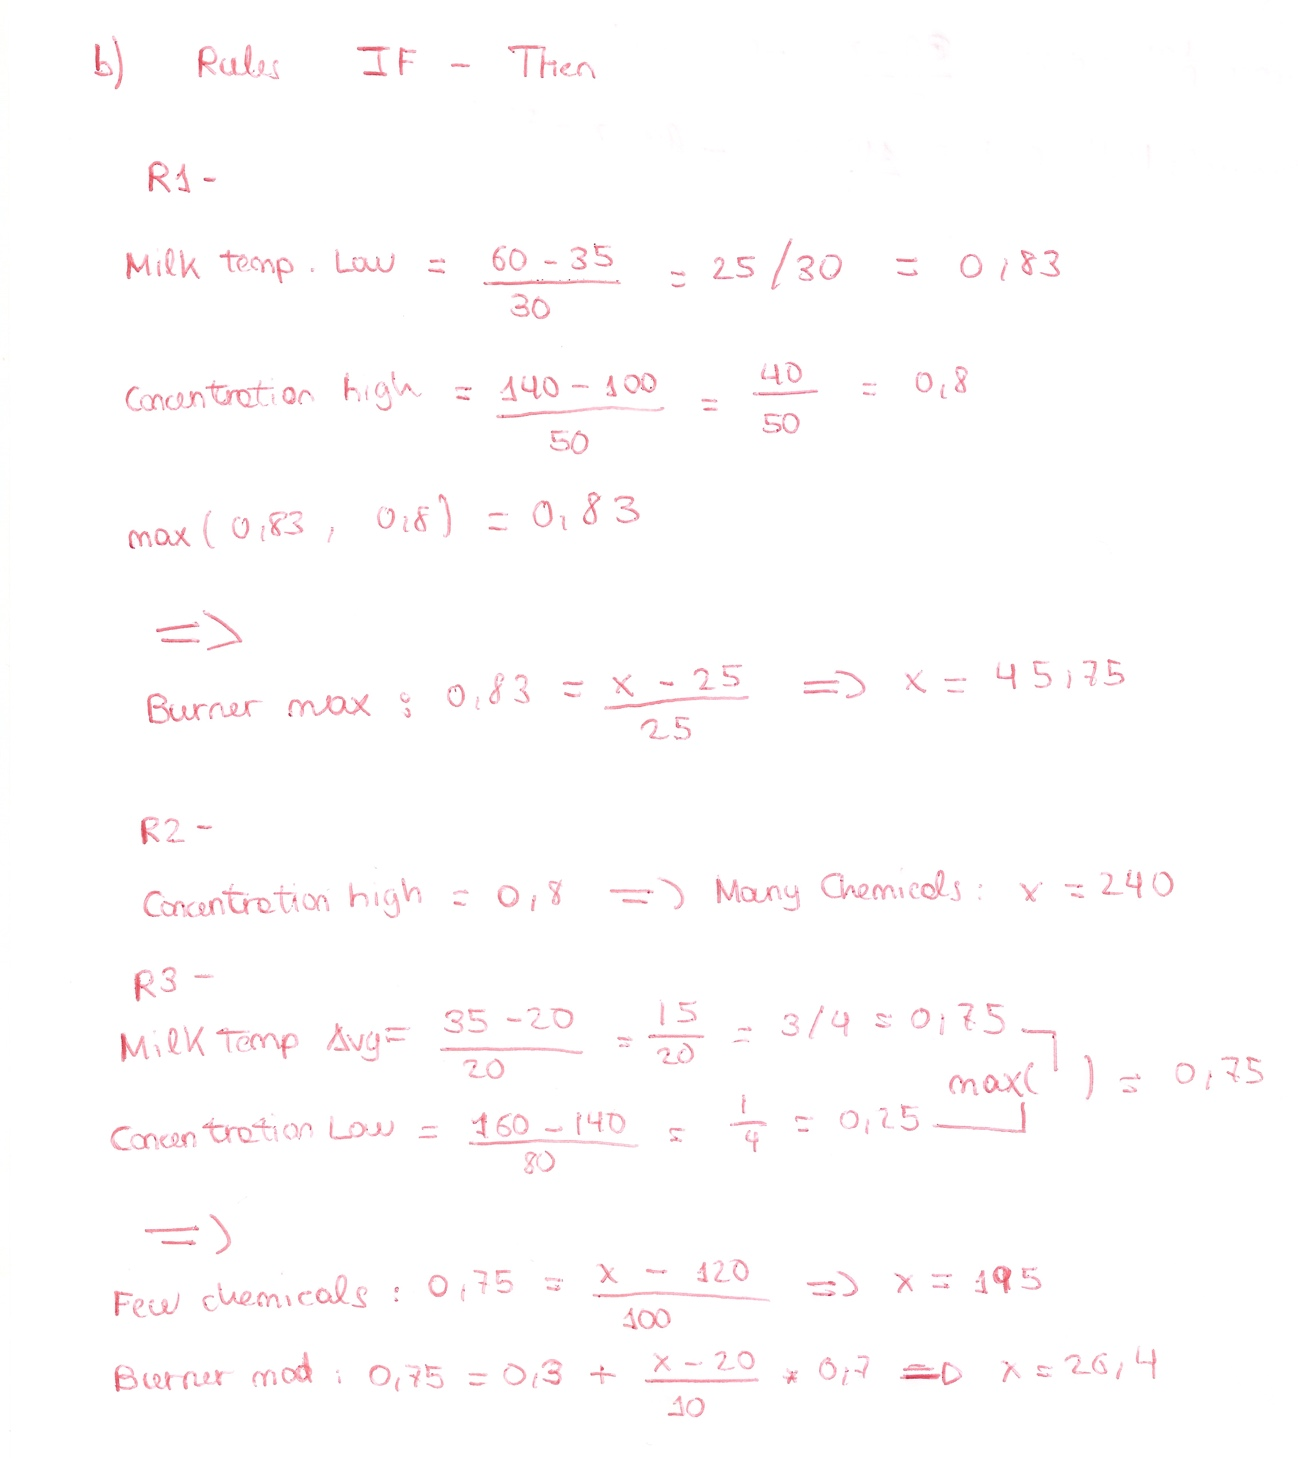 b) Rules IF - Then
R1-
Milk temp. Low = 60 - 35 / 30 = 25/30 = 0,83
Concentration high = 140 - 100 / 50 = 40 / 50 = 0,8
max (0,83, 0,8) = 0,83
=>
Burner max : 0,83 = x - 25 / 25 => x = 45,75
R2 -
Concentration high = 0,8 => Many Chemicals: x = 240
R3 -
Milk Temp Avg = 35 - 20 / 20 = 15 / 20 = 3/4 = 0,75
max( ) = 0,75
Concentration Low = 160 - 140 / 80 = 1 / 4 = 0,25
=>
Few chemicals : 0,75 = x - 120 / 100 => x = 195
Burner mod : 0,75 = 0,3 + x - 20 / 10 * 0,7 => x = 26,4